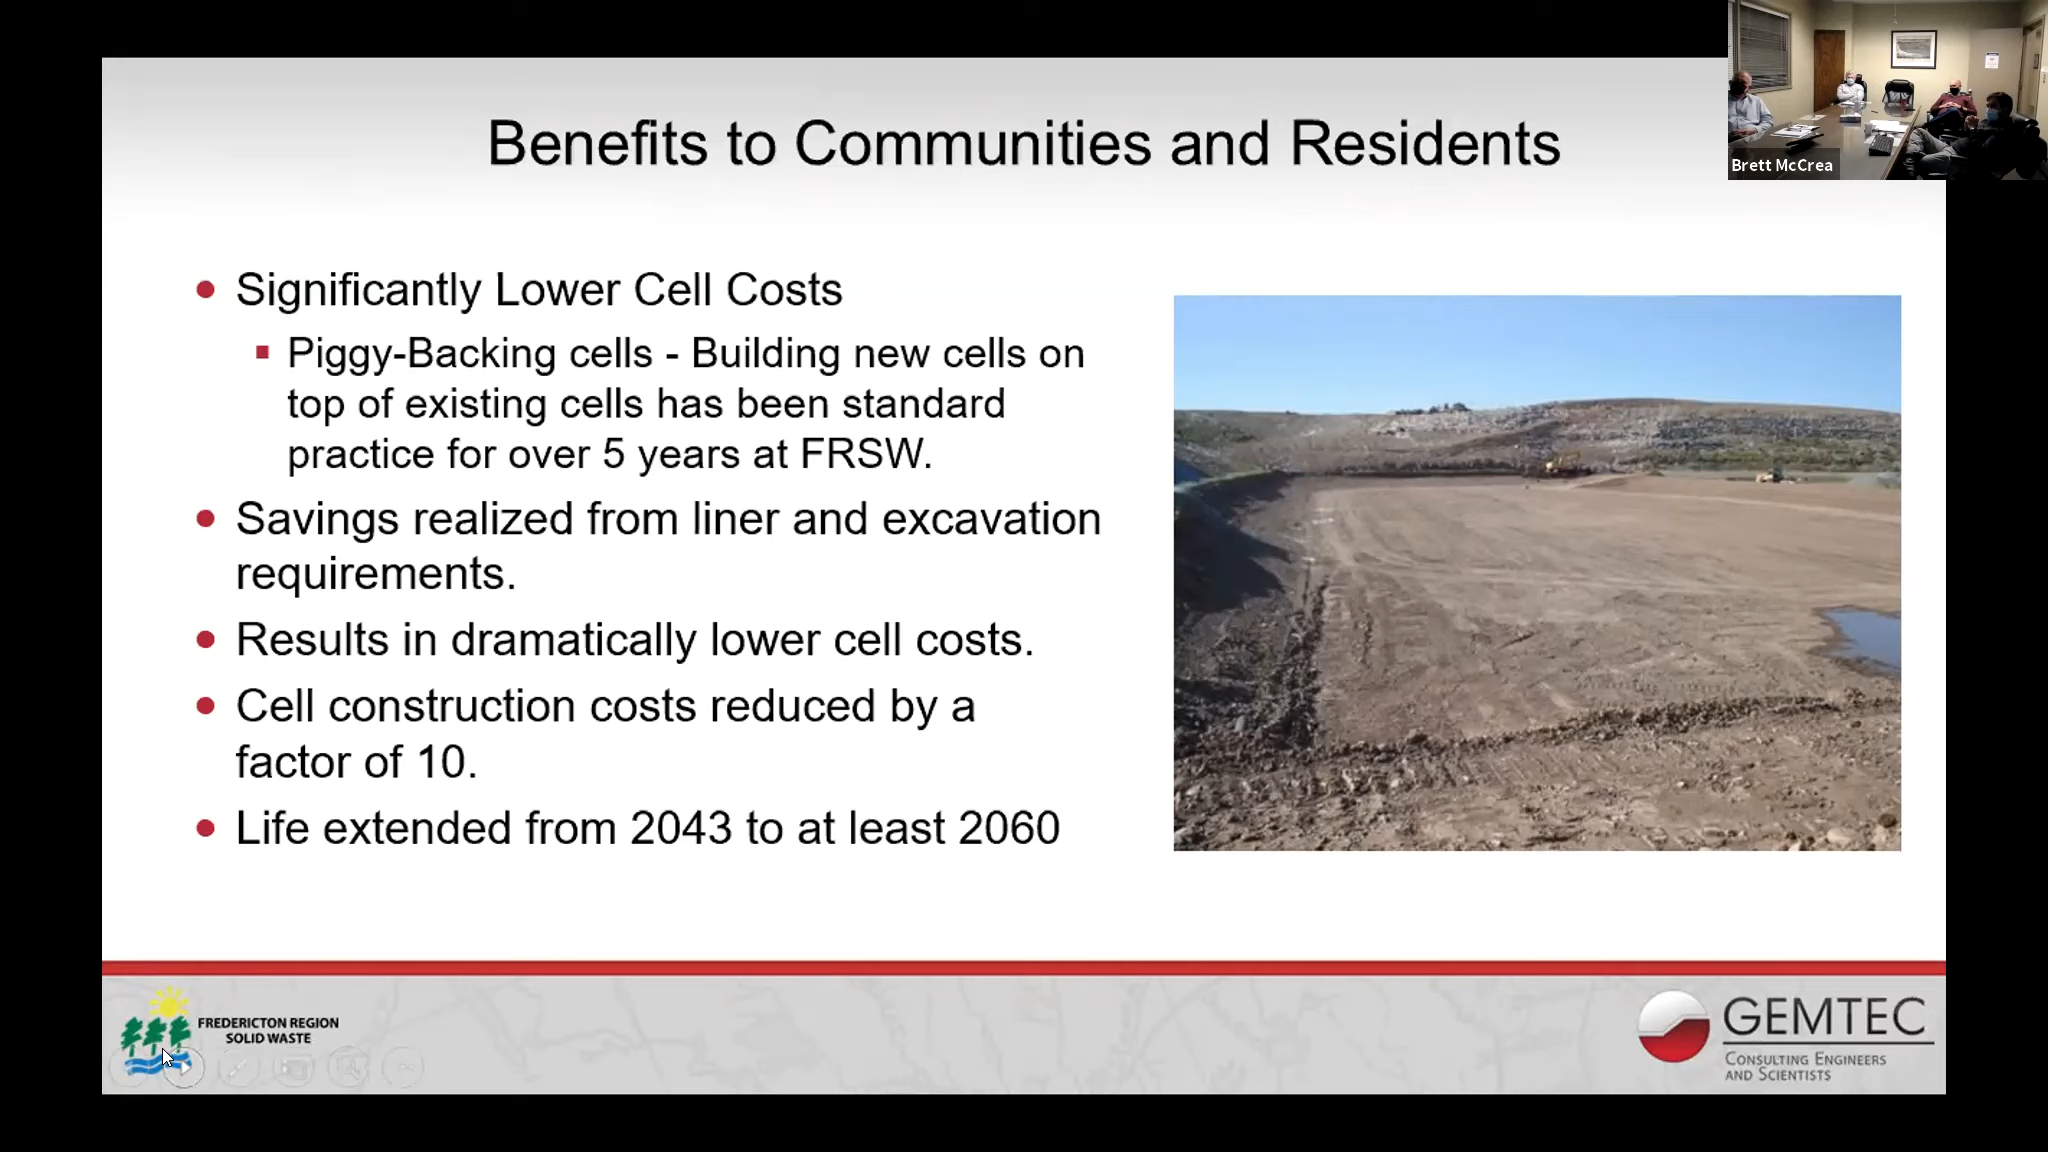 Benefits to Communities and Residents
Brett McCrea
• Significantly Lower Cell Costs
▪ Piggy-Backing cells - Building new cells on
top of existing cells has been standard
practice for over 5 years at FRSW.
• Savings realized from liner and excavation
requirements.
• Results in dramatically lower cell costs.
• Cell construction costs reduced by a
factor of 10.
• Life extended from 2043 to at least 2060
FREDERICTON REGION
SOLID WASTE
GEMTEC
CONSULTING ENGINEERS
AND SCIENTISTS